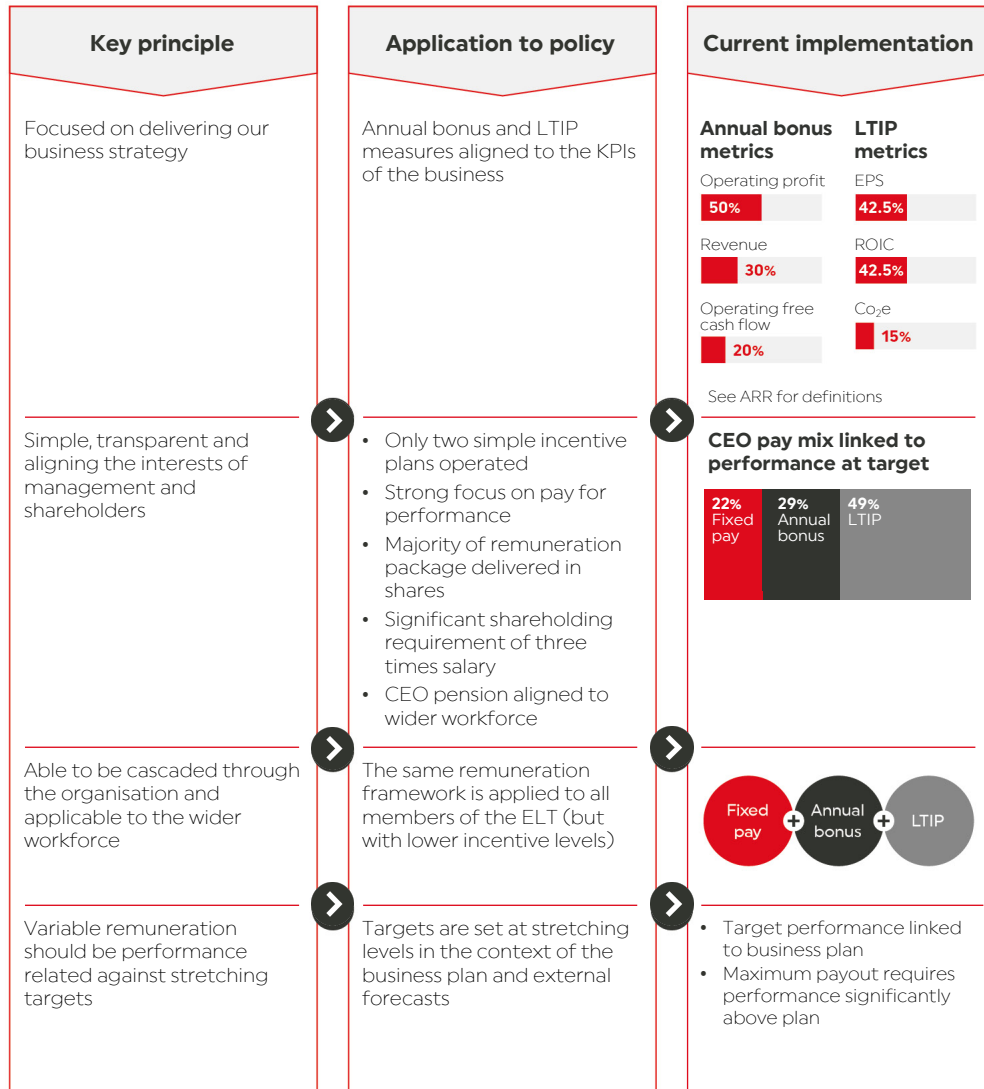 Key principle
Application to policy
Current implementation
Focused on delivering our
business strategy
Annual bonus and LTIP
measures aligned to the KPIs
of the business
Annual bonus
metrics
Operating profit
50%
Revenue
30%
Operating free
cash flow
20%
LTIP
metrics
EPS
42.5%
ROIC
42.5%
Co₂e
15%
See ARR for definitions
Simple, transparent and
aligning the interests of
management and
shareholders
• Only two simple incentive
plans operated
• Strong focus on pay for
performance
• Majority of remuneration
package delivered in
shares
• Significant shareholding
requirement of three
times salary
• CEO pension aligned to
wider workforce
CEO pay mix linked to
performance at target
22%
Fixed
pay
29%
Annual
bonus
49%
LTIP
Able to be cascaded through
the organisation and
applicable to the wider
workforce
The same remuneration
framework is applied to all
members of the ELT (but
with lower incentive levels)
Fixed
pay
+
Annual
bonus
+
LTIP
Variable remuneration
should be performance
related against stretching
targets
Targets are set at stretching
levels in the context of the
business plan and external
forecasts
• Target performance linked
to business plan
• Maximum payout requires
performance significantly
above plan